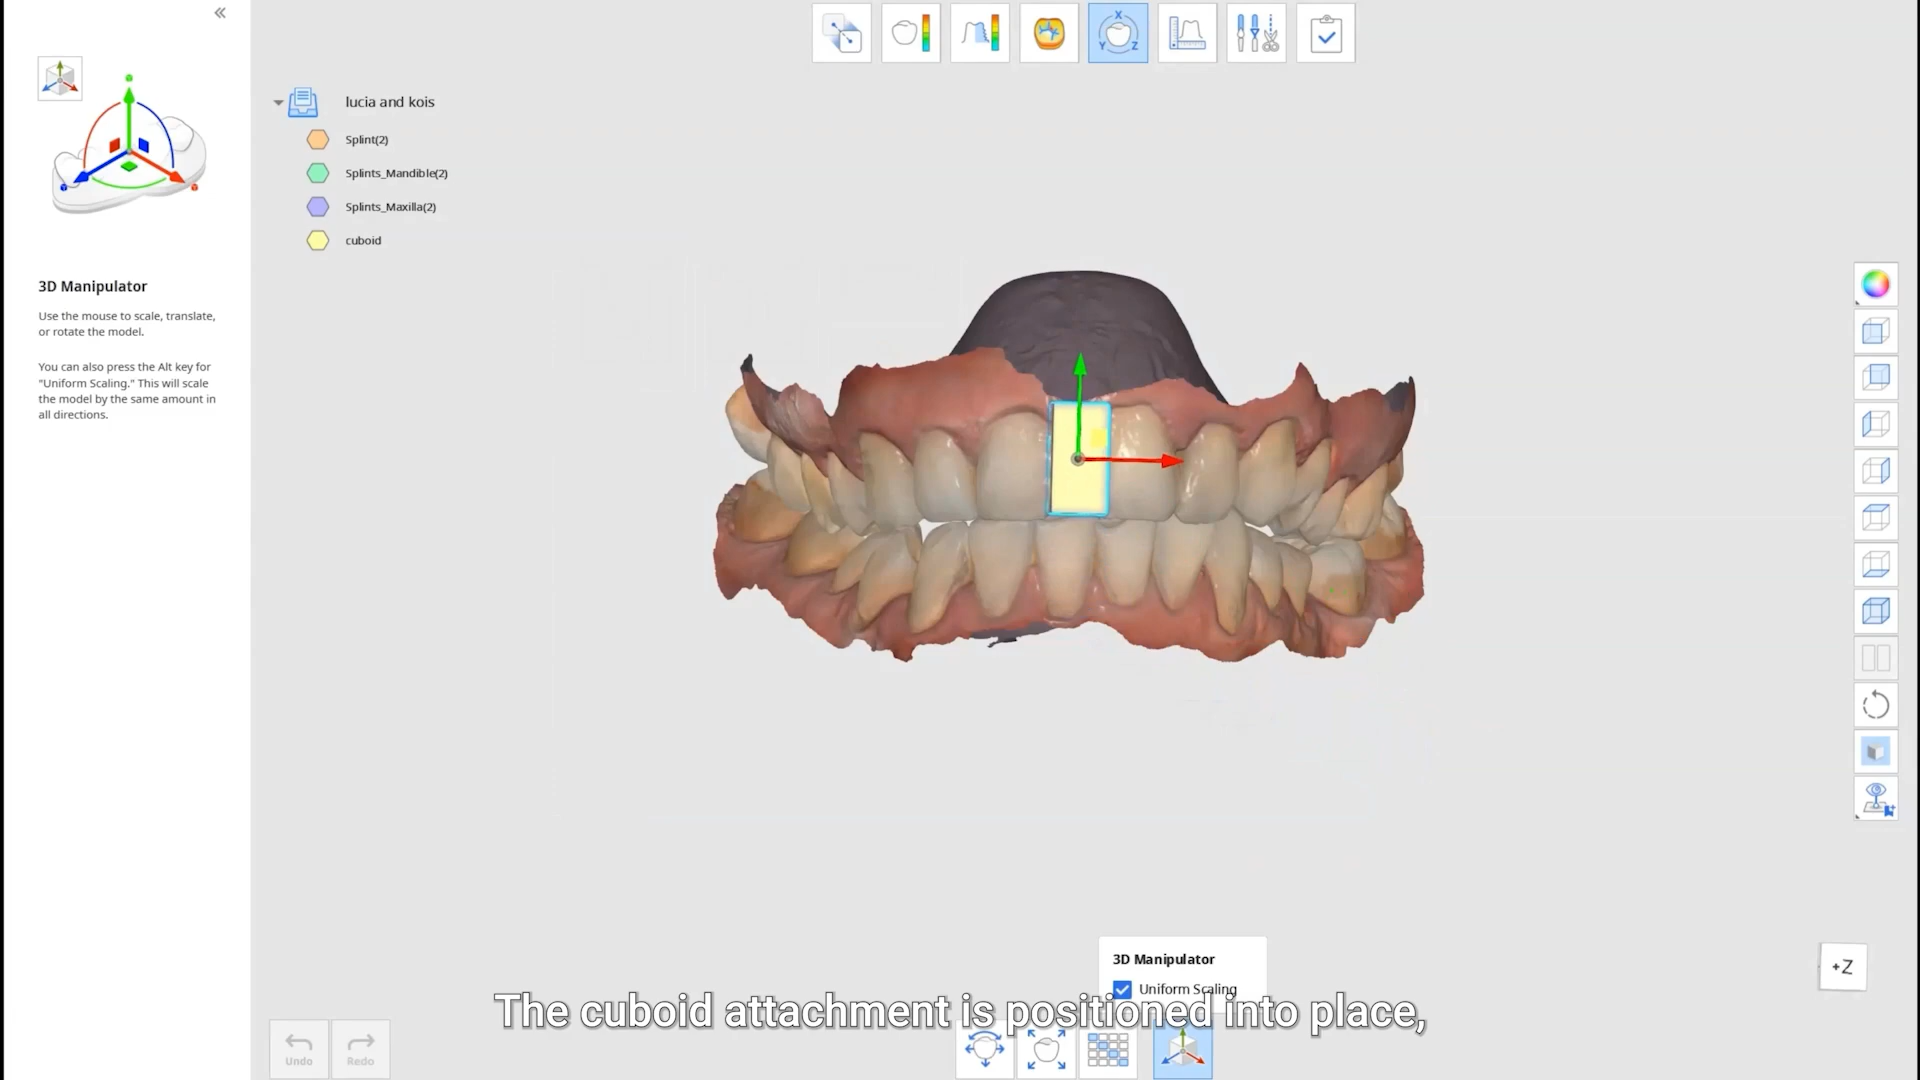 X
Y
Z
lucia and kois
Splint(2)
Splints_Mandible(2)
Splints_Maxilla(2)
cuboid
3D Manipulator
Use the mouse to scale, translate,
or rotate the model.
You can also press the Alt key for
"Uniform Scaling." This will scale
the model by the same amount in
all directions.
+Z
3D Manipulator
Uniform Scaling
The cuboid attachment is positioned into place,
Undo
Redo